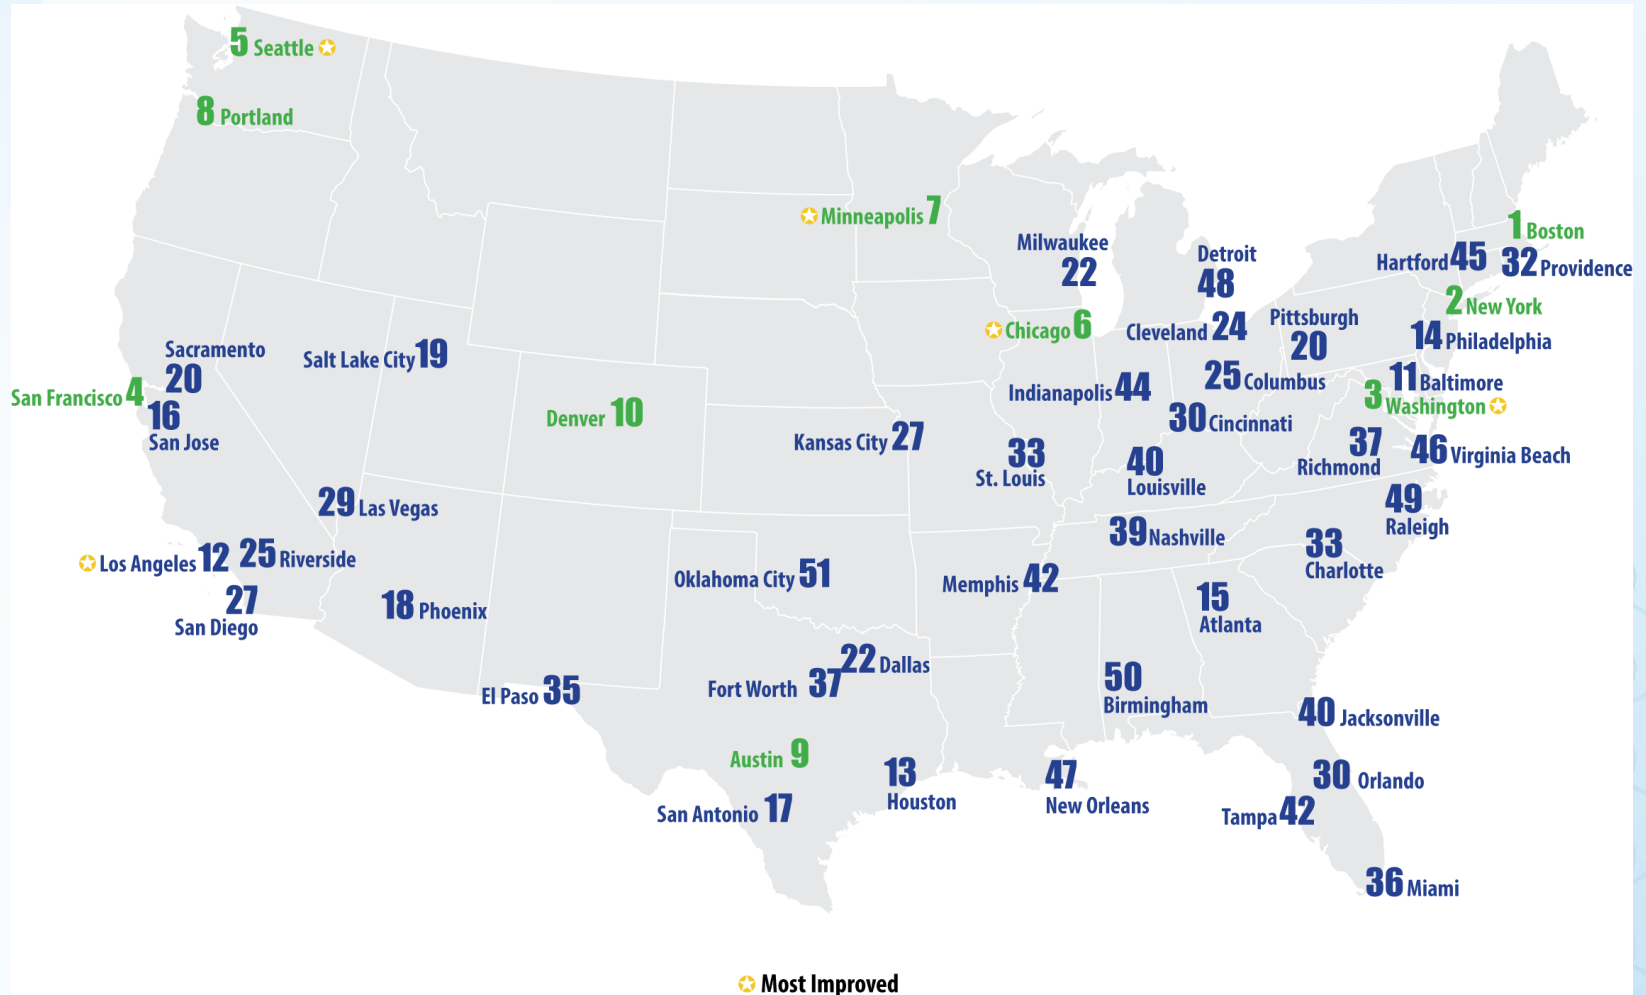 5 Seattle
8 Portland
Minneapolis 7
Milwaukee
22
Detroit
48
1 Boston
Hartford 45
32 Providence
2 New York
Chicago 6
Cleveland 24
Pittsburgh
20
14 Philadelphia
Sacramento
20
Salt Lake City 19
San Francisco 4
16
San Jose
Denver 10
Indianapolis 44
25 Columbus
11 Baltimore
3 Washington
30 Cincinnati
Kansas City 27
33
St. Louis
40
Louisville
37
Richmond
46 Virginia Beach
29 Las Vegas
49
Raleigh
39 Nashville
33
Charlotte
Los Angeles 12
25 Riverside
27
San Diego
18 Phoenix
Oklahoma City 51
Memphis 42
15
Atlanta
22 Dallas
Fort Worth 37
El Paso 35
50
Birmingham
40 Jacksonville
Austin 9
13
Houston
47
New Orleans
30 Orlando
San Antonio 17
Tampa 42
36 Miami
Most Improved